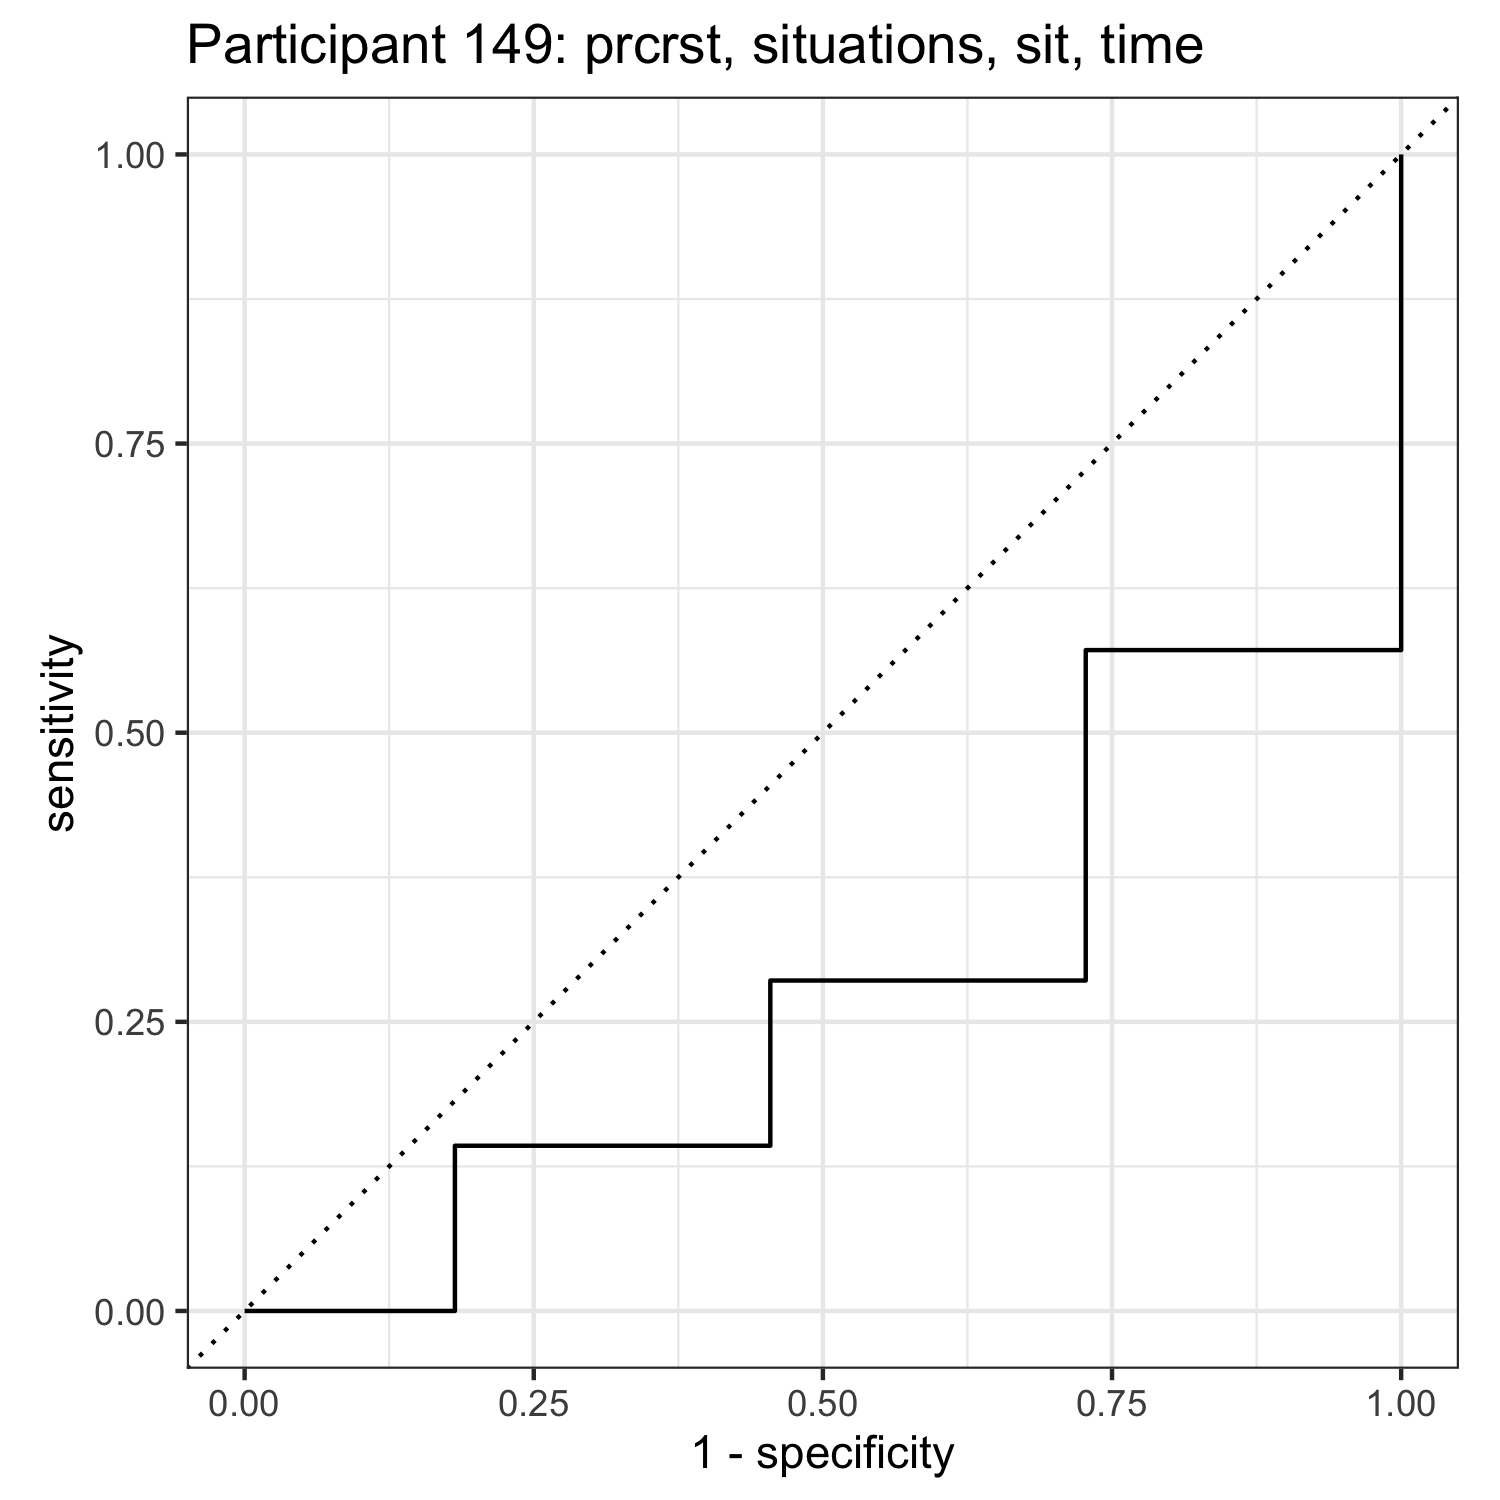 Participant 149: prcrst, situations, sit, time
1.00
0.75
0.50
0.25
0.00
sensitivity
0.00 0.25 0.50 0.75 1.00
1 - specificity